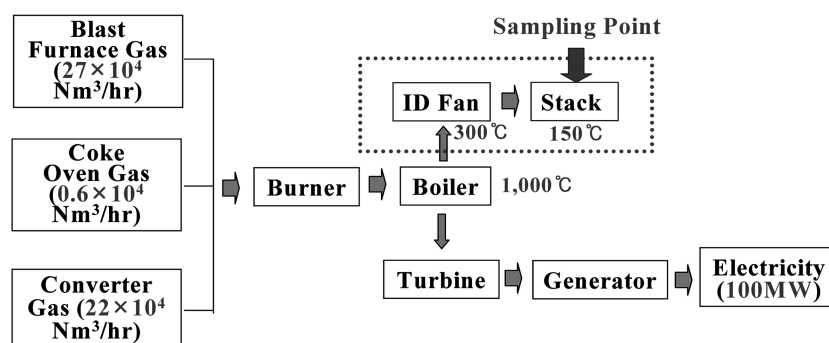 Blast
Furnace Gas
(27×10⁴
Nm³/hr)
Coke
Oven Gas
(0.6×10⁴
Nm³/hr)
Converter
Gas (22×10⁴
Nm³/hr)
Burner
Boiler
1,000℃
Sampling Point
ID Fan
300℃
Stack
150℃
Turbine
Generator
Electricity
(100MW)